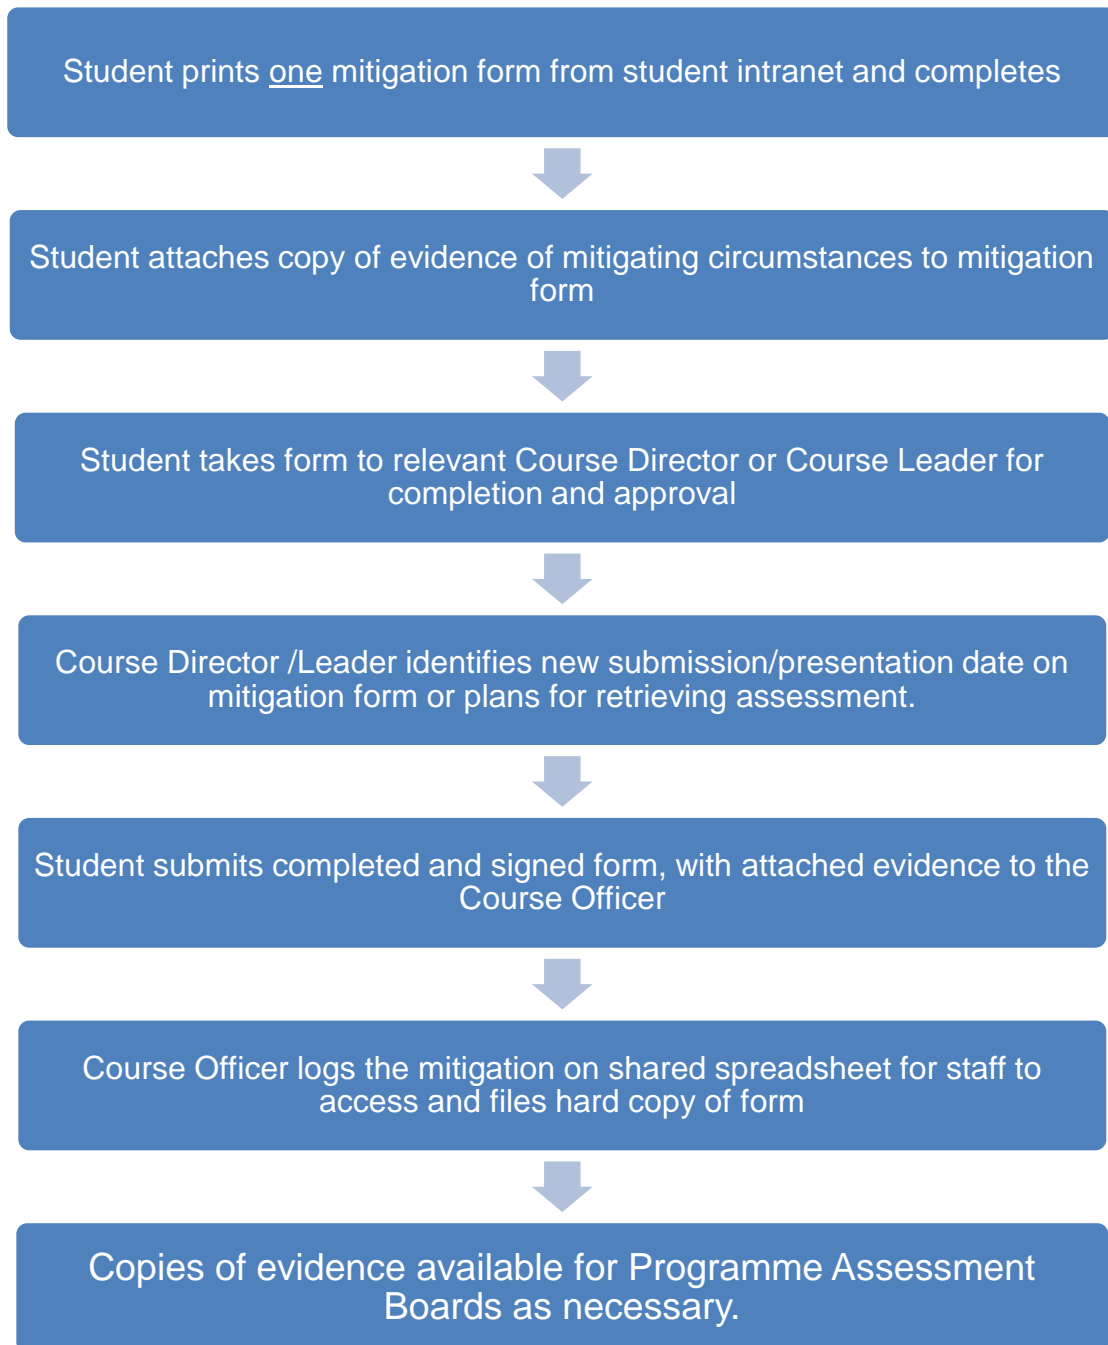 Student prints one mitigation form from student intranet and completes
Student attaches copy of evidence of mitigating circumstances to mitigation
form
Student takes form to relevant Course Director or Course Leader for
completion and approval
Course Director /Leader identifies new submission/presentation date on
mitigation form or plans for retrieving assessment.
Student submits completed and signed form, with attached evidence to the
Course Officer
Course Officer logs the mitigation on shared spreadsheet for staff to
access and files hard copy of form
Copies of evidence available for Programme Assessment
Boards as necessary.